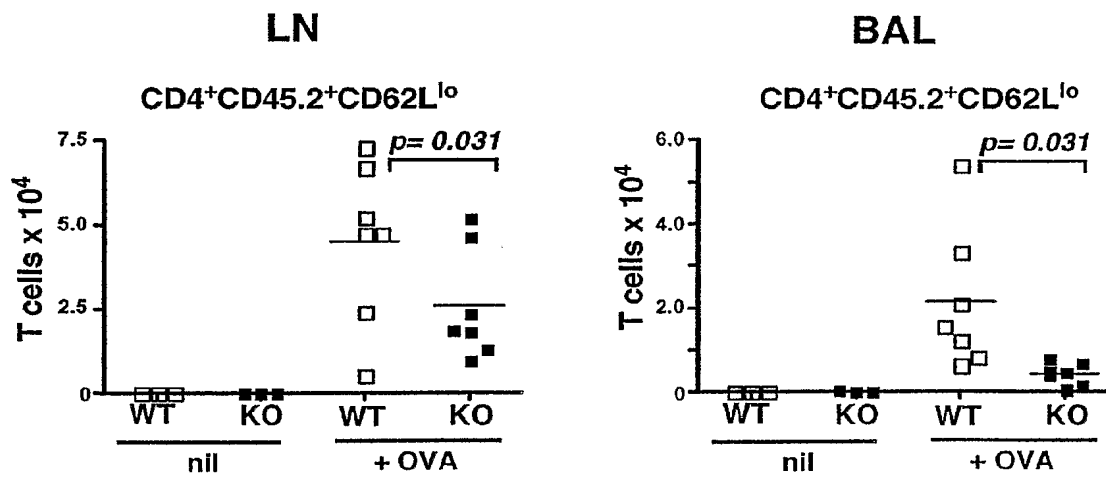 LN
CD4+CD45.2+CD62Llo
T cells x 104
7.5
5.0
2.5
0
p= 0.031
WT KO WT KO
nil + OVA
BAL
CD4+CD45.2+CD62Llo
T cells x 104
6.0
4.0
2.0
0
p= 0.031
WT KO WT KO
nil + OVA